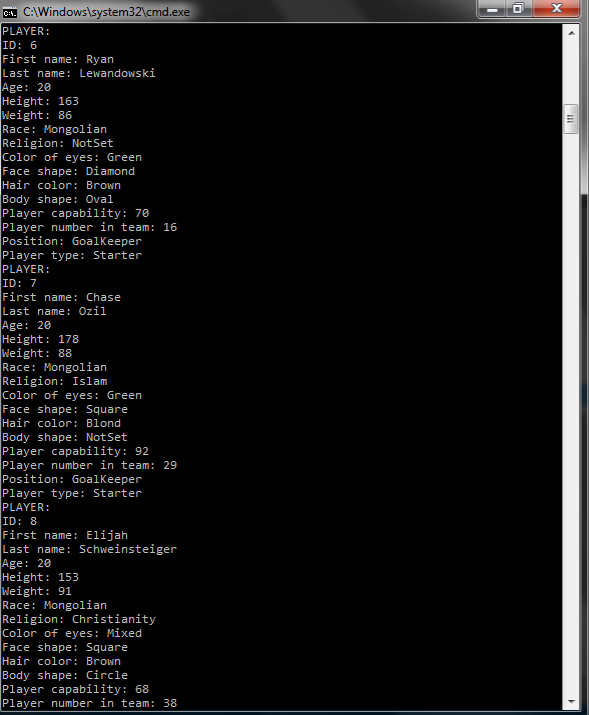 C:\Windows\system32\cmd.exe
PLAYER:
ID: 6
First name: Ryan
Last name: Lewandowski
Age: 20
Height: 163
Weight: 86
Race: Mongolian
Religion: NotSet
Color of eyes: Green
Face shape: Diamond
Hair color: Brown
Body shape: Oval
Player capability: 70
Player number in team: 16
Position: GoalKeeper
Player type: Starter
PLAYER:
ID: 7
First name: Chase
Last name: Ozil
Age: 20
Height: 178
Weight: 88
Race: Mongolian
Religion: Islam
Color of eyes: Green
Face shape: Square
Hair color: Blond
Body shape: NotSet
Player capability: 92
Player number in team: 29
Position: GoalKeeper
Player type: Starter
PLAYER:
ID: 8
First name: Elijah
Last name: Schweinsteiger
Age: 20
Height: 153
Weight: 91
Race: Mongolian
Religion: Christianity
Color of eyes: Mixed
Face shape: Square
Hair color: Brown
Body shape: Circle
Player capability: 68
Player number in team: 38